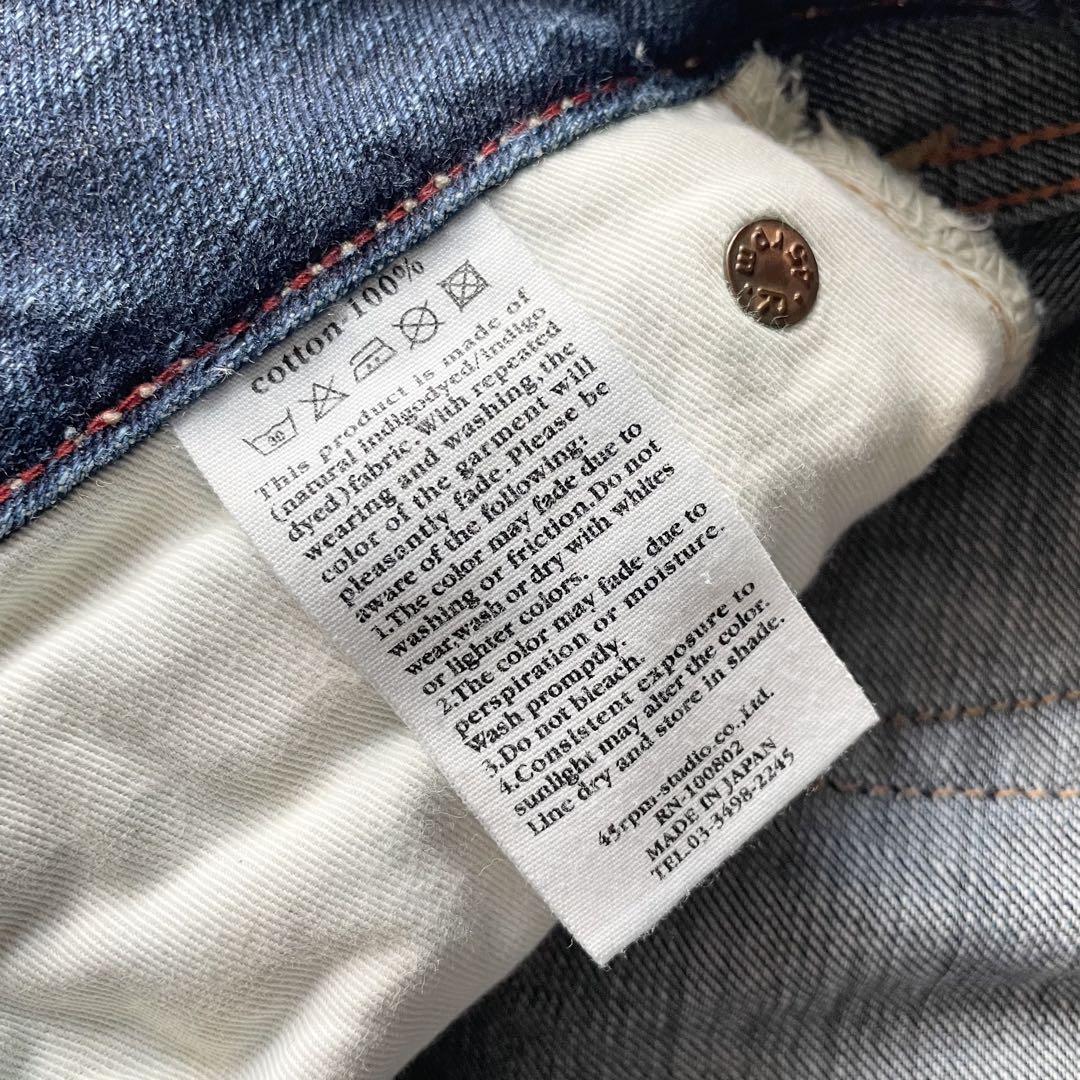 cotton 100%
30
This product is made of
(natural indigodyed/indigo
dyed)fabric.With repeated
wearing and washing,the
color of the garment will
pleasantly fade.Please be
aware of the following:
1.The color may fade due to
washing or friction.Do not
wear,wash or dry with whites
or lighter colors.
2.The color may fade due to
perspiration or moisture.
Wash promptly.
3.Do not bleach.
4.Consistent exposure to
sunlight may alter the color.
Line dry and store in shade.
45rpm-studio.co.,Ltd.
RN-100802
MADE IN JAPAN
TEL.03-3498-2245
45rpm